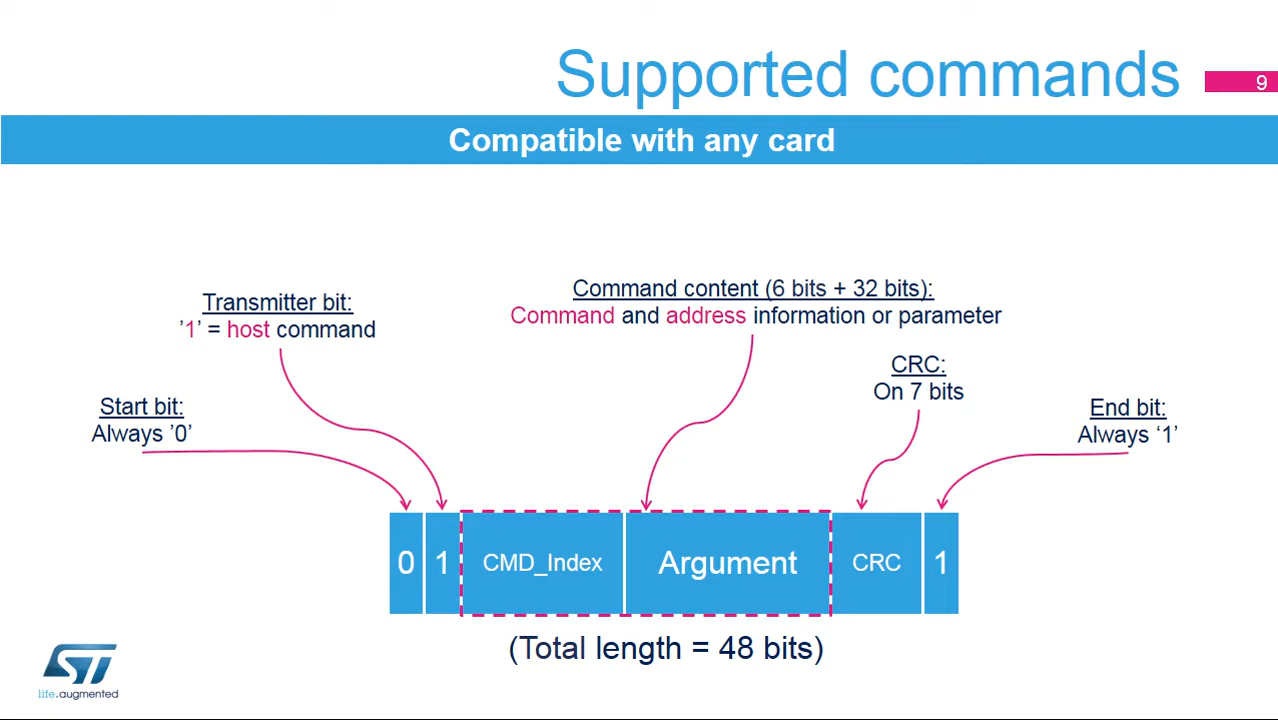 Supported commands
9
Compatible with any card
Command content (6 bits + 32 bits):
Command and address information or parameter
Transmitter bit:
’1’ = host command
CRC:
On 7 bits
Start bit:
Always ’0’
End bit:
Always ‘1’
0 1 CMD_Index Argument CRC 1
(Total length = 48 bits)
ST
life.augmented